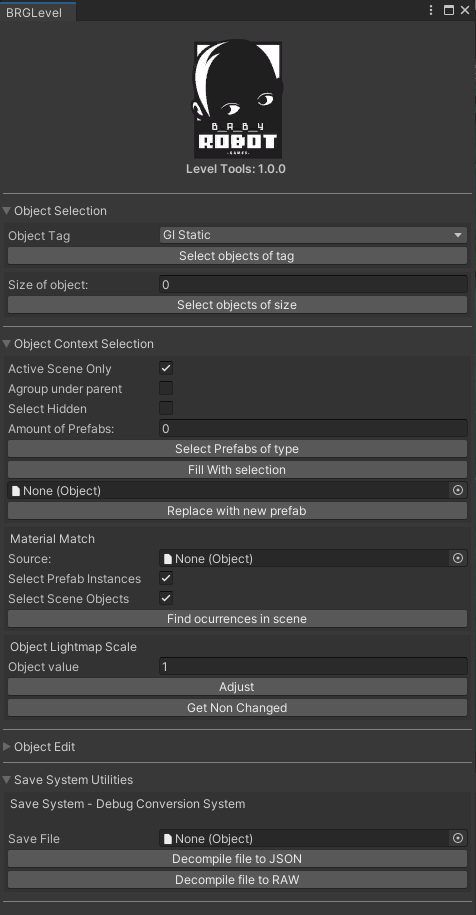 BRGLevel
B_A_B_Y
ROBOT
-GAMES-
Level Tools: 1.0.0
Object Selection
Object Tag GI Static
Select objects of tag
Size of object: 0
Select objects of size
Object Context Selection
Active Scene Only
Agroup under parent
Select Hidden
Amount of Prefabs: 0
Select Prefabs of type
Fill With selection
None (Object)
Replace with new prefab
Material Match
Source: None (Object)
Select Prefab Instances
Select Scene Objects
Find ocurrences in scene
Object Lightmap Scale
Object value 1
Adjust
Get Non Changed
Object Edit
Save System Utilities
Save System - Debug Conversion System
Save File None (Object)
Decompile file to JSON
Decompile file to RAW